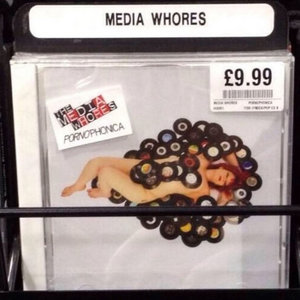 MEDIA WHORES
£9.99
MEDIA WHORES PORNOPHONICA
THE
MEDIA
WHORES
PORNOPHONICA